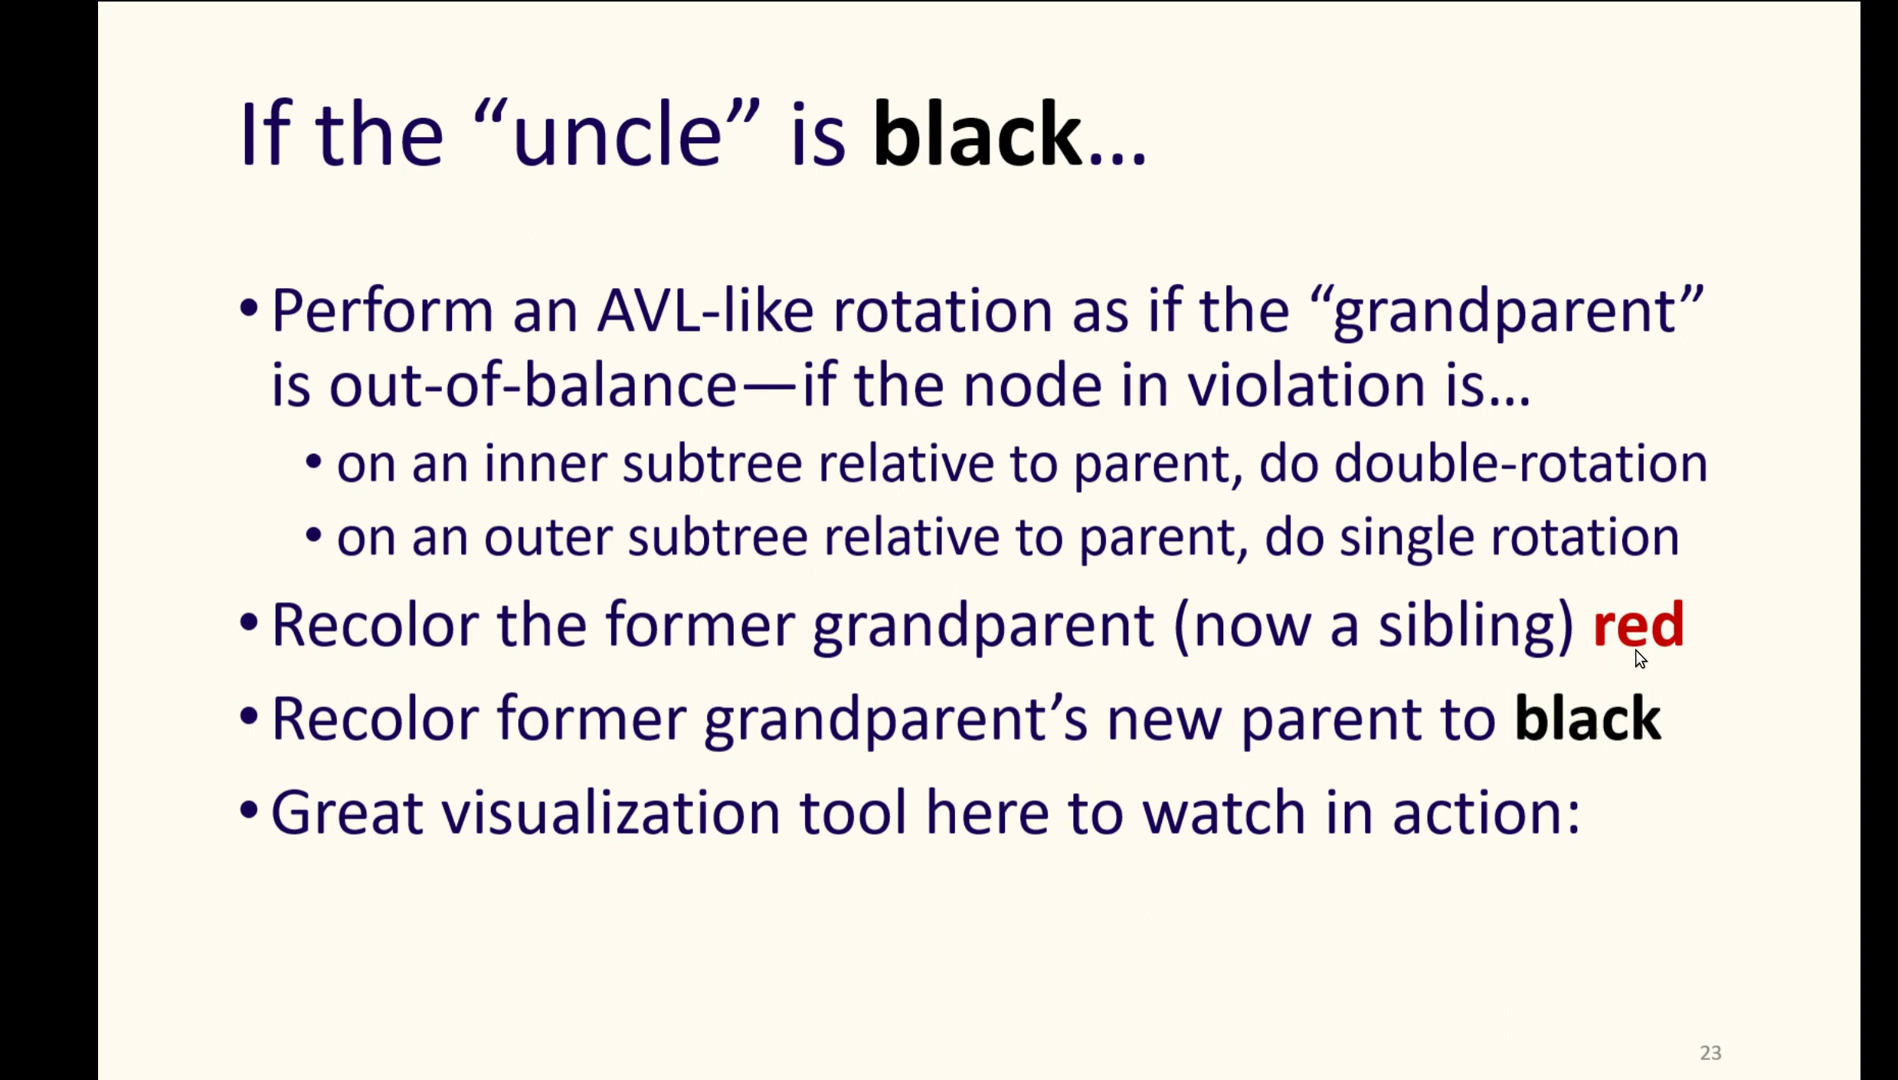 If the “uncle” is black…
• Perform an AVL-like rotation as if the “grandparent”
is out-of-balance—if the node in violation is…
• on an inner subtree relative to parent, do double-rotation
• on an outer subtree relative to parent, do single rotation
• Recolor the former grandparent (now a sibling) red
• Recolor former grandparent’s new parent to black
• Great visualization tool here to watch in action:
23